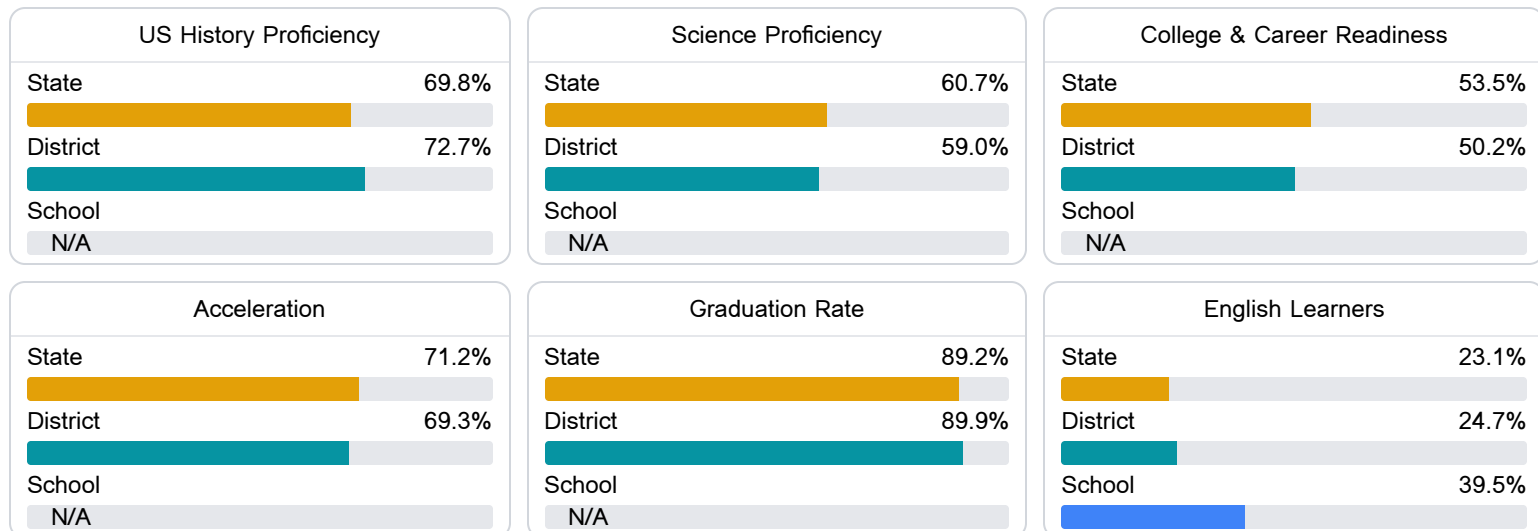 US History Proficiency
State 69.8%
District 72.7%
School
N/A
Science Proficiency
State 60.7%
District 59.0%
School
N/A
College & Career Readiness
State 53.5%
District 50.2%
School
N/A
Acceleration
State 71.2%
District 69.3%
School
N/A
Graduation Rate
State 89.2%
District 89.9%
School
N/A
English Learners
State 23.1%
District 24.7%
School 39.5%